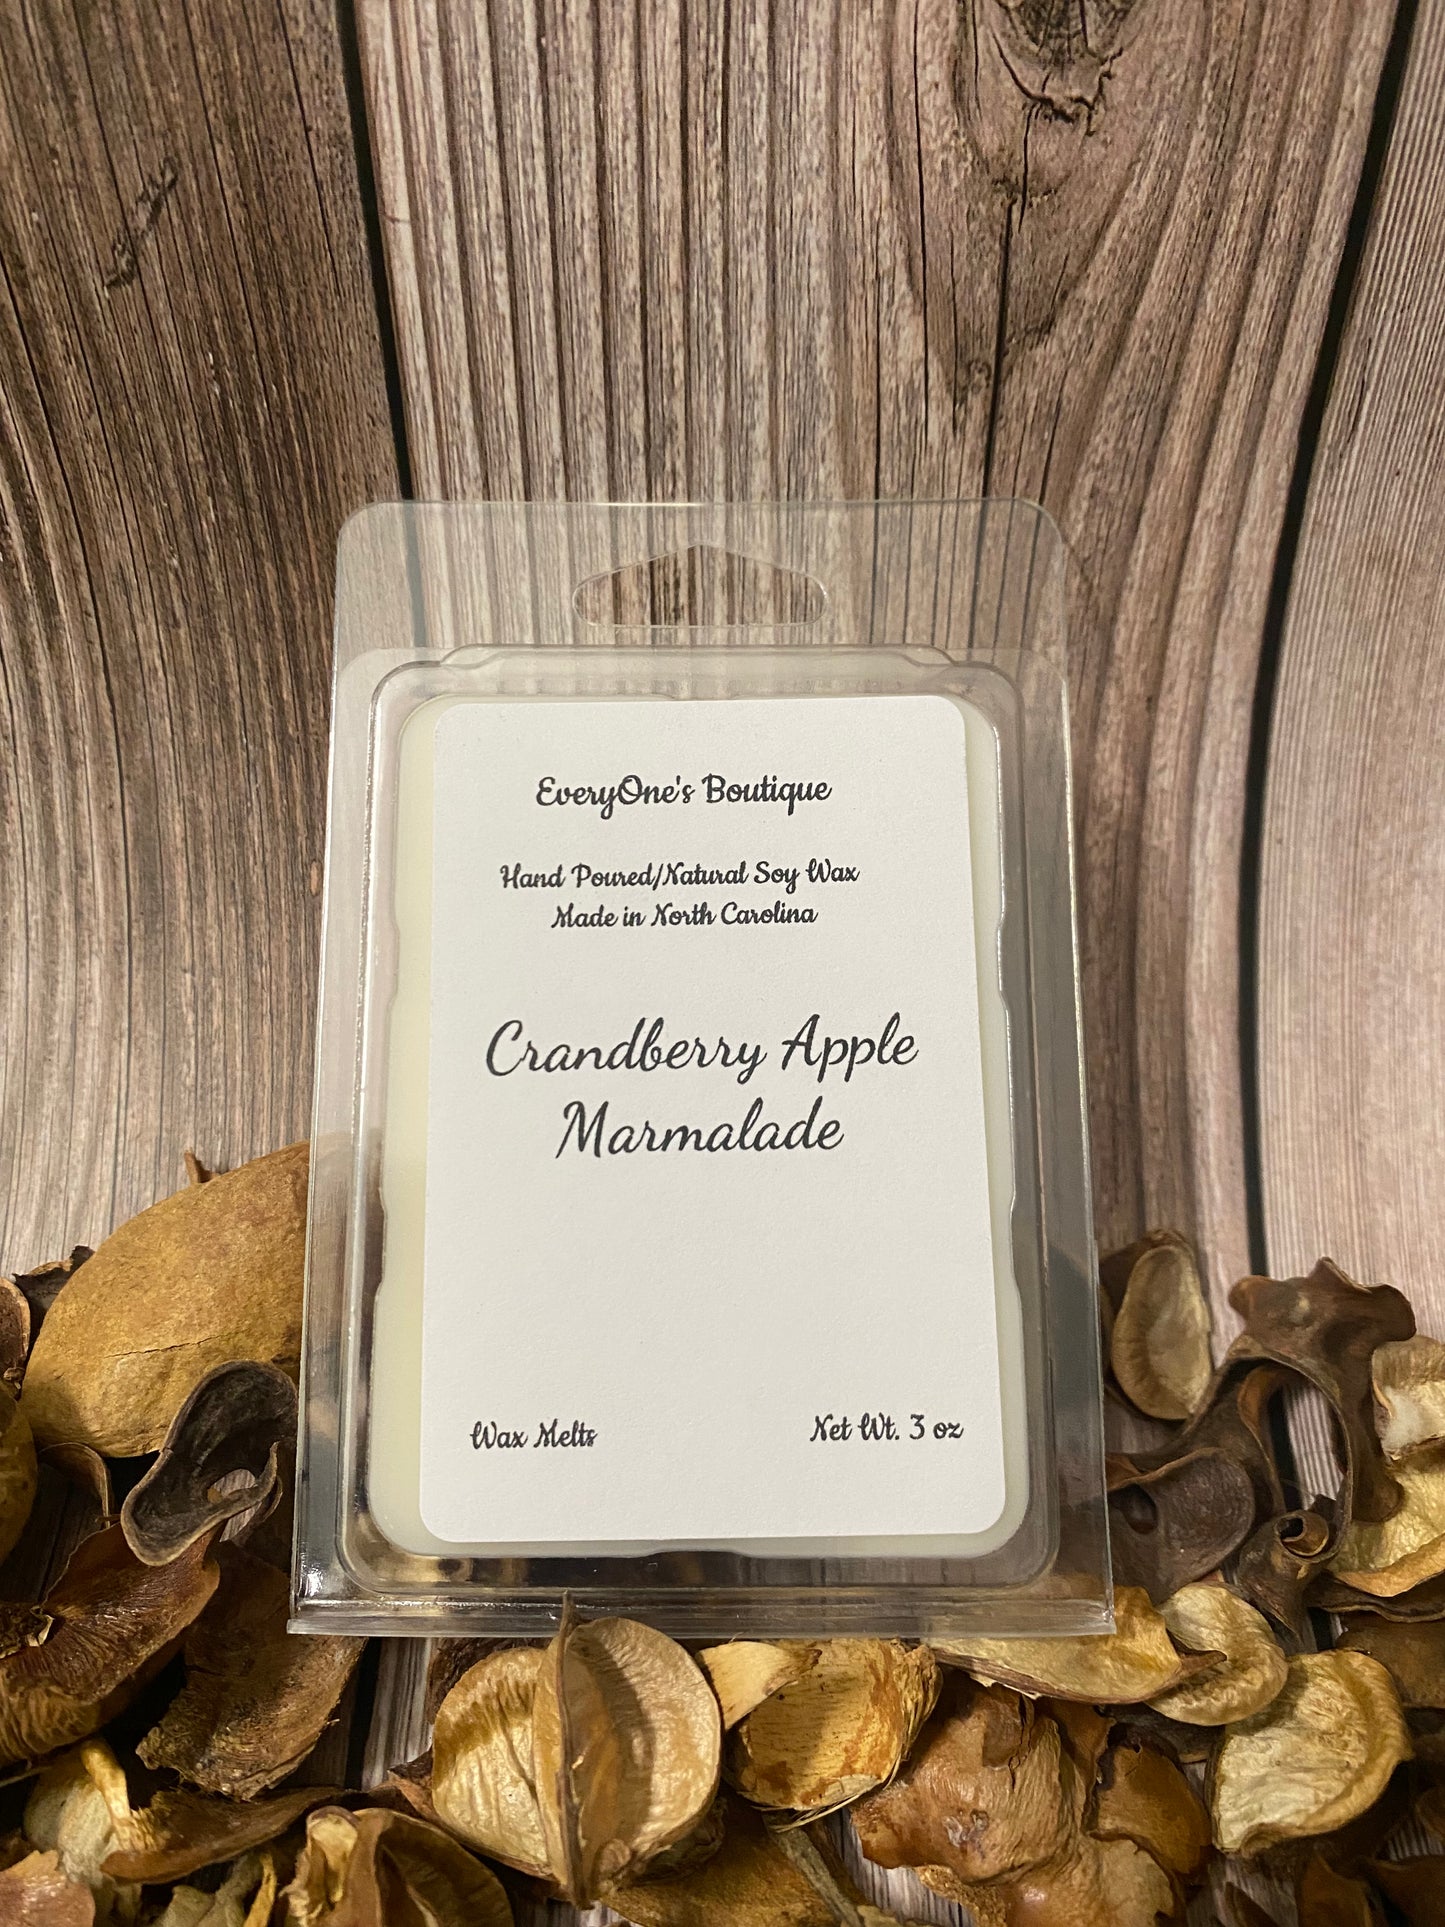 EveryOne's Boutique
Hand Poured/Natural Soy Wax
Made in North Carolina
Crandberry Apple
Marmalade
Wax Melts
Net Wt. 3 oz